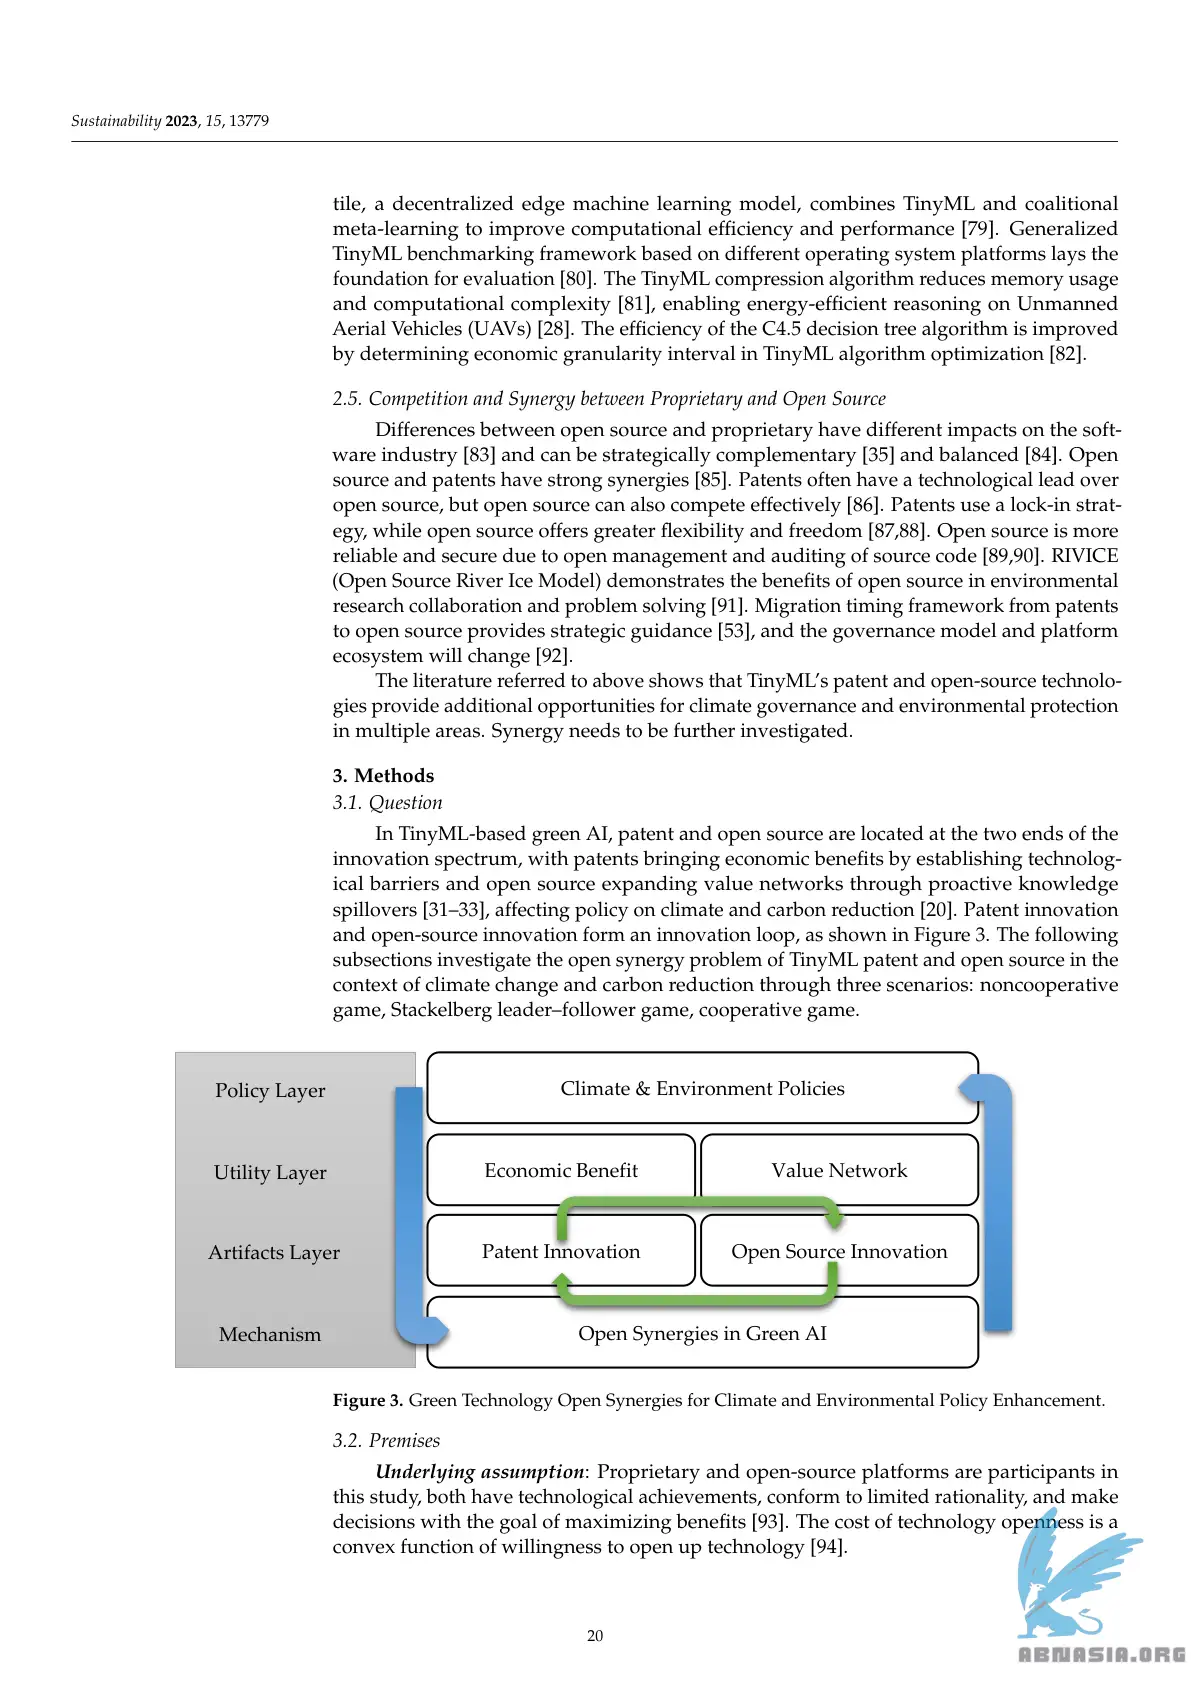 Sustainability 2023, 15, 13779
tile, a decentralized edge machine learning model, combines TinyML and coalitional
meta-learning to improve computational efficiency and performance [79]. Generalized
TinyML benchmarking framework based on different operating system platforms lays the
foundation for evaluation [80]. The TinyML compression algorithm reduces memory usage
and computational complexity [81], enabling energy-efficient reasoning on Unmanned
Aerial Vehicles (UAVs) [28]. The efficiency of the C4.5 decision tree algorithm is improved
by determining economic granularity interval in TinyML algorithm optimization [82].
2.5. Competition and Synergy between Proprietary and Open Source
Differences between open source and proprietary have different impacts on the soft-
ware industry [83] and can be strategically complementary [35] and balanced [84]. Open
source and patents have strong synergies [85]. Patents often have a technological lead over
open source, but open source can also compete effectively [86]. Patents use a lock-in strat-
egy, while open source offers greater flexibility and freedom [87,88]. Open source is more
reliable and secure due to open management and auditing of source code [89,90]. RIVICE
(Open Source River Ice Model) demonstrates the benefits of open source in environmental
research collaboration and problem solving [91]. Migration timing framework from patents
to open source provides strategic guidance [53], and the governance model and platform
ecosystem will change [92].
The literature referred to above shows that TinyML's patent and open-source technolo-
gies provide additional opportunities for climate governance and environmental protection
in multiple areas. Synergy needs to be further investigated.
3. Methods
3.1. Question
In TinyML-based green AI, patent and open source are located at the two ends of the
innovation spectrum, with patents bringing economic benefits by establishing technolog-
ical barriers and open source expanding value networks through proactive knowledge
spillovers [31–33], affecting policy on climate and carbon reduction [20]. Patent innovation
and open-source innovation form an innovation loop, as shown in Figure 3. The following
subsections investigate the open synergy problem of TinyML patent and open source in the
context of climate change and carbon reduction through three scenarios: noncooperative
game, Stackelberg leader–follower game, cooperative game.
Policy Layer
Climate & Environment Policies
Utility Layer
Economic Benefit
Value Network
Artifacts Layer
Patent Innovation
Open Source Innovation
Mechanism
Open Synergies in Green AI
Figure 3. Green Technology Open Synergies for Climate and Environmental Policy Enhancement.
3.2. Premises
Underlying assumption: Proprietary and open-source platforms are participants in
this study, both have technological achievements, conform to limited rationality, and make
decisions with the goal of maximizing benefits [93]. The cost of technology openness is a
convex function of willingness to open up technology [94].
20
ABNASIA.ORG